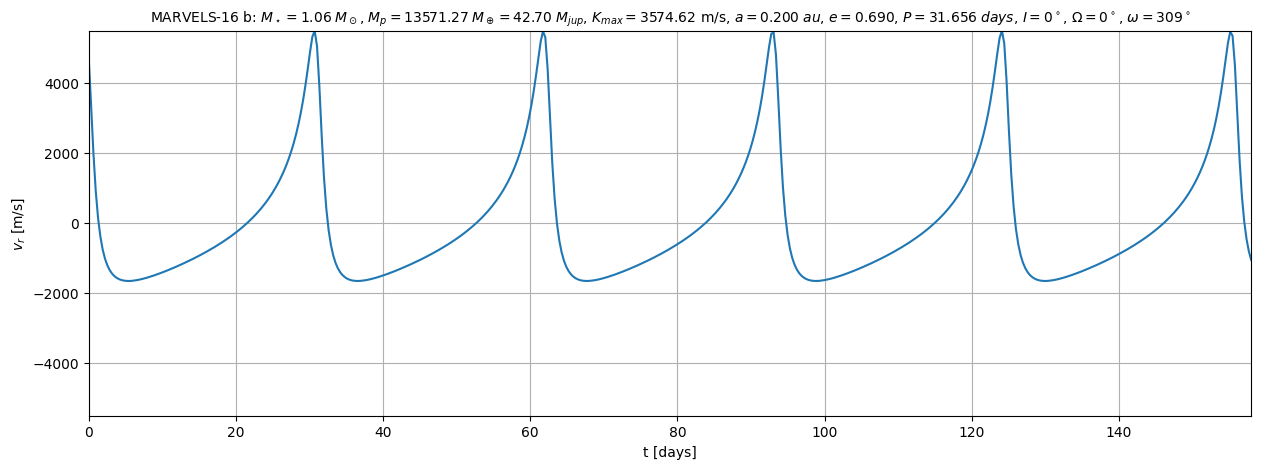 MARVELS-16 b: M⋆ = 1.06 M⊙, Mp = 13571.27 M⊕ = 42.70 Mjup, Kmax = 3574.62 m/s, a = 0.200 au, e = 0.690, P = 31.656 days, I = 0°, Ω = 0°, ω = 309°
4000
2000
0
−2000
−4000
vr [m/s]
0 20 40 60 80 100 120 140
t [days]